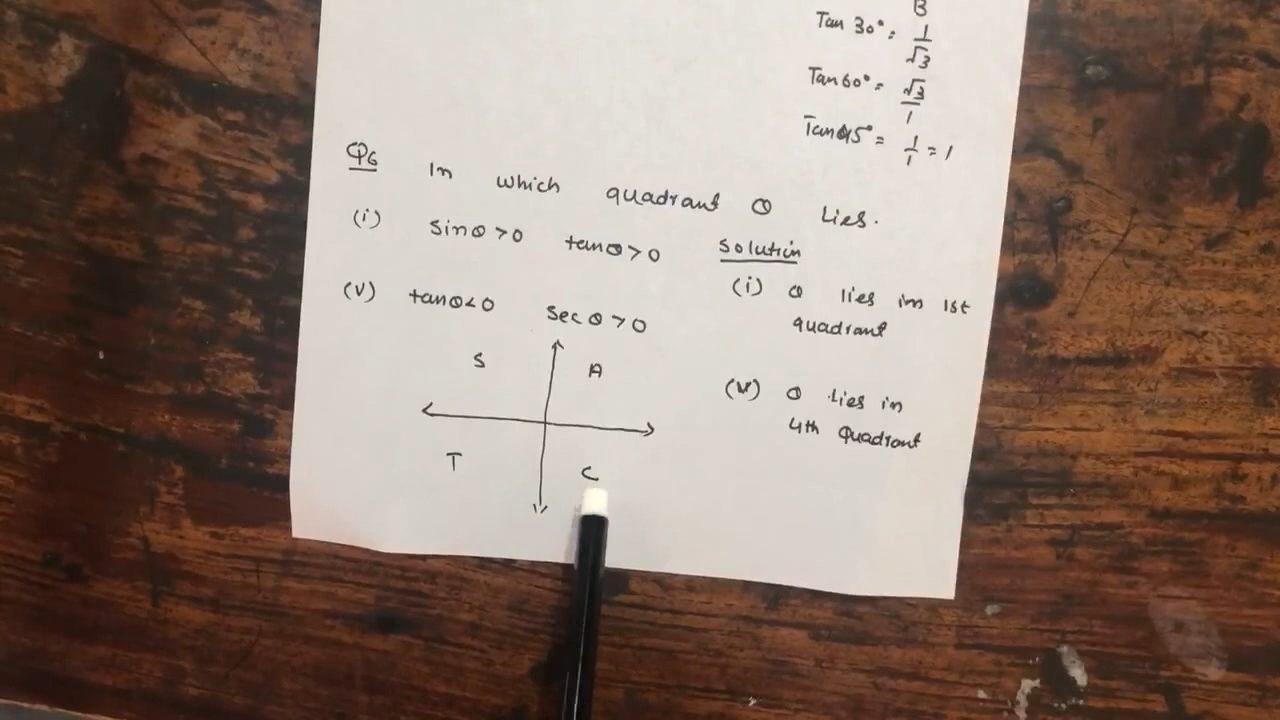 B
Tan 30° = 1/√3
Tan 60° = √3/1
Tan 45° = 1/1 = 1
Q6 In which quadrant θ lies.
(i) sinθ > 0 tanθ > 0
(V) tanθ < 0 Sec θ > 0
S A
T C
Solution
(i) θ lies in 1st
quadrant
(V) θ lies in
4th Quadrant